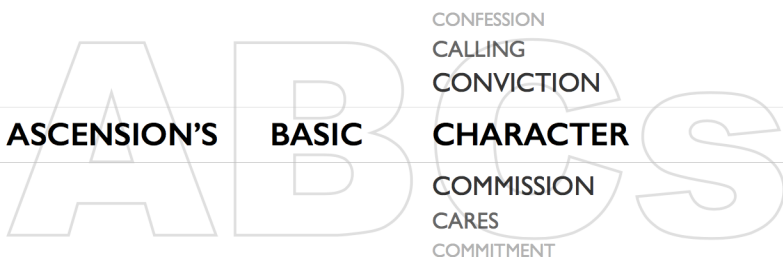 ABCs
CONFESSION
CALLING
CONVICTION
ASCENSION'S BASIC CHARACTER
COMMISSION
CARES
COMMITMENT